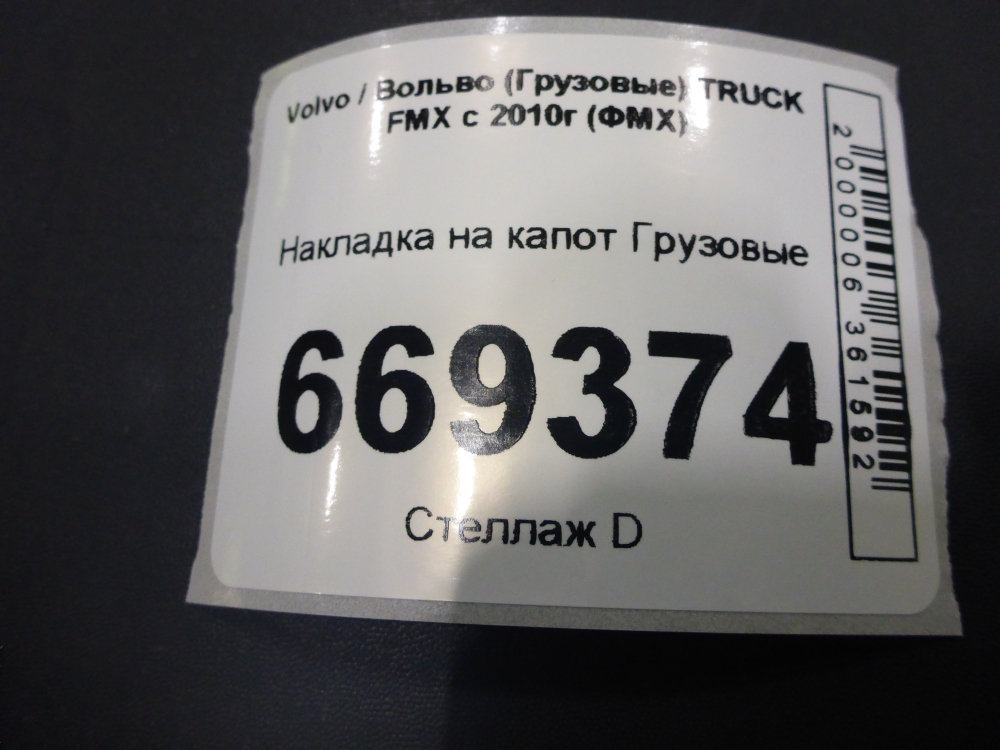 Volvo / Вольво (Грузовые) TRUCK
FMX с 2010г (ФМХ)
Накладка на капот Грузовые
669374
Стеллаж D
2000006361592